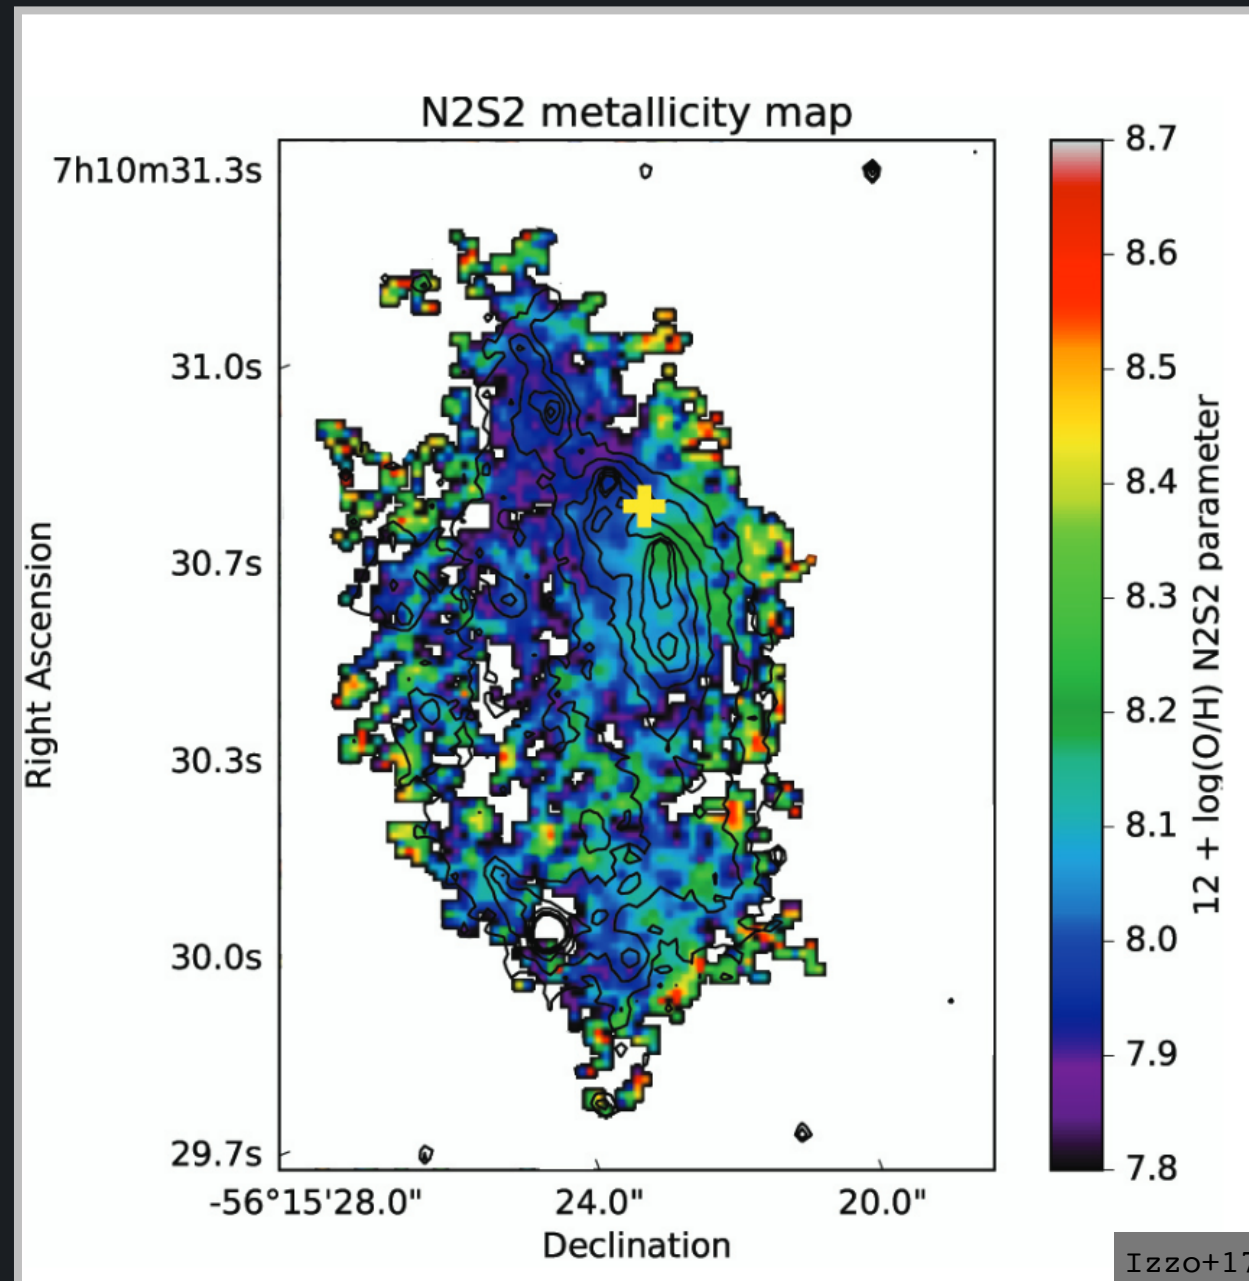 N2S2 metallicity map
7h10m31.3s
31.0s
30.7s
30.3s
30.0s
29.7s
Right Ascension
-56°15'28.0"
24.0"
20.0"
Declination
8.7
8.6
8.5
8.4
8.3
8.2
8.1
8.0
7.9
7.8
12 + log(O/H) N2S2 parameter
Izzo+17